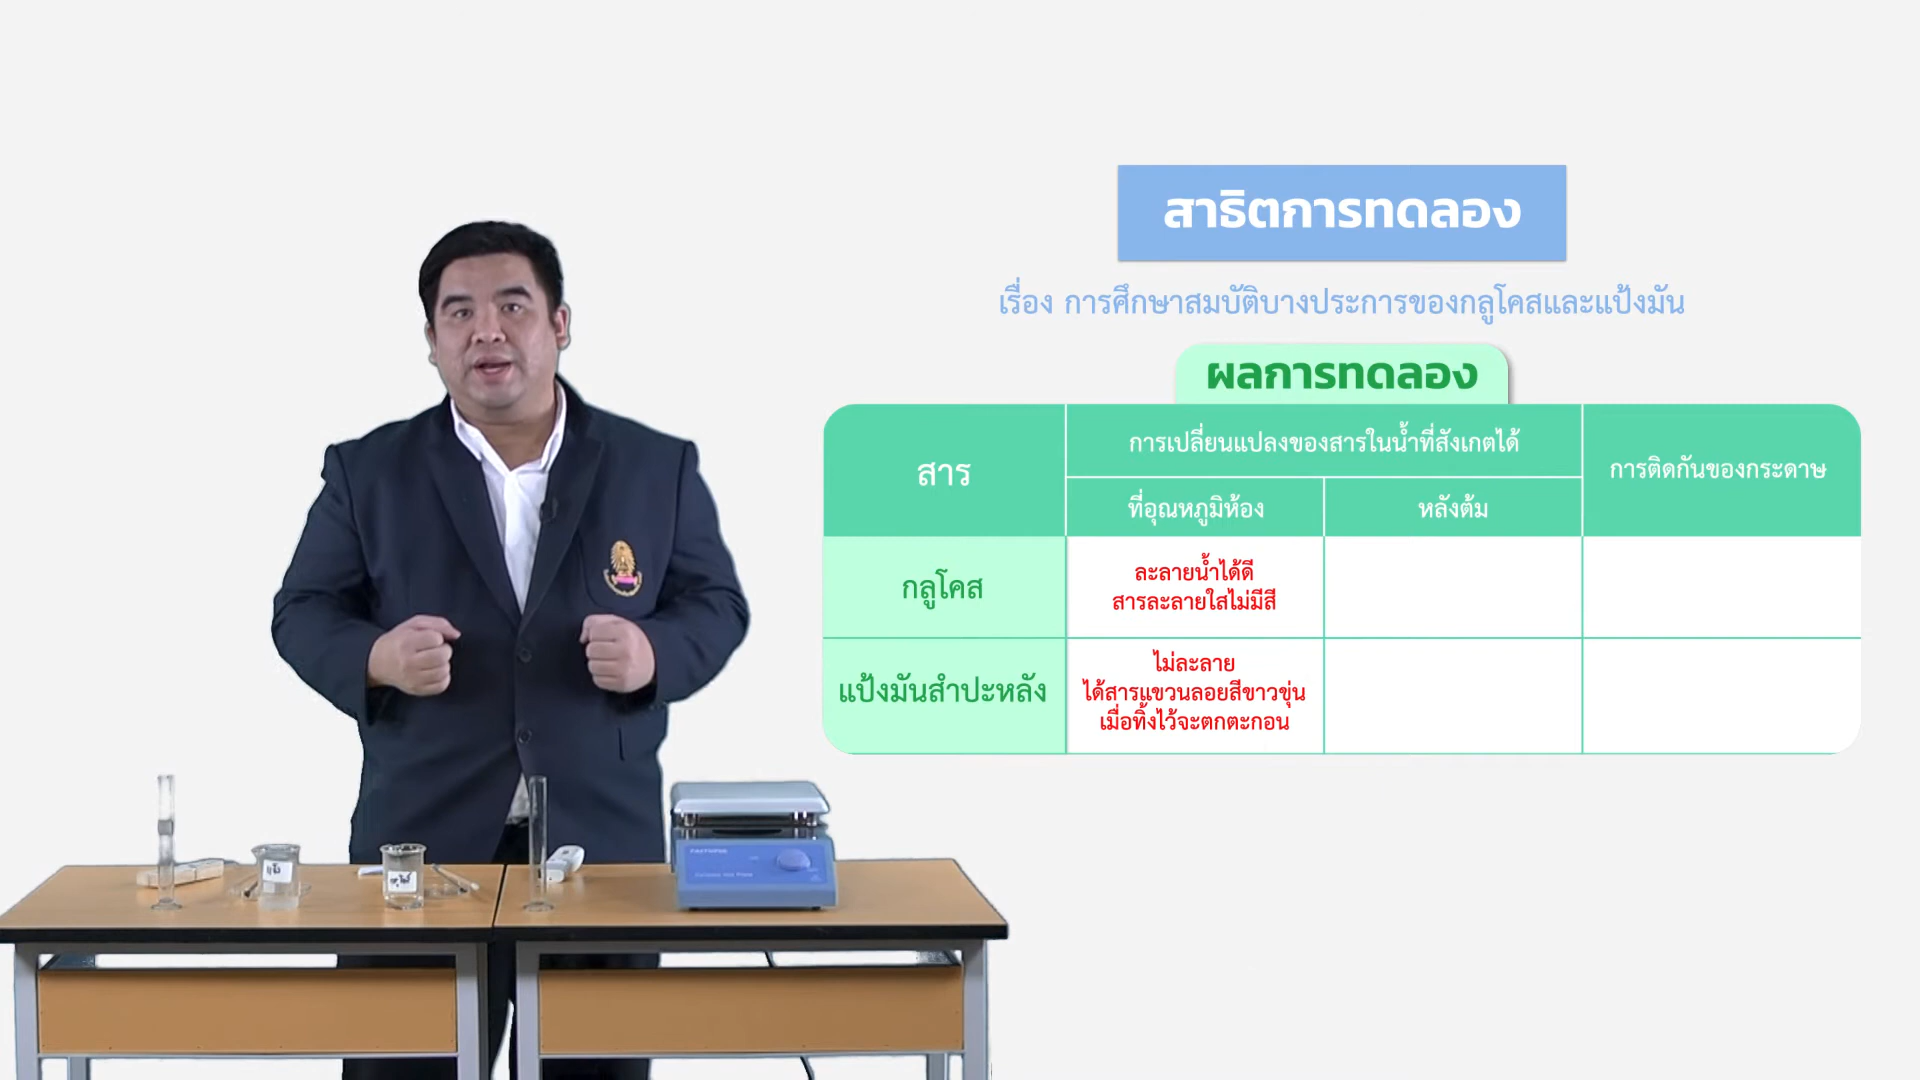 สาธิตการทดลอง
เรื่อง การศึกษาสมบัติบางประการของกลูโคสและแป้งมัน
ผลการทดลอง
สาร
การเปลี่ยนแปลงของสารในน้ำที่สังเกตได้
การติดกันของกระดาษ
ที่อุณหภูมิห้อง
หลังต้ม
กลูโคส
ละลายน้ำได้ดี
สารละลายใสไม่มีสี
แป้งมันสำปะหลัง
ไม่ละลาย
ได้สารแขวนลอยสีขาวขุ่น
เมื่อทิ้งไว้จะตกตะกอน